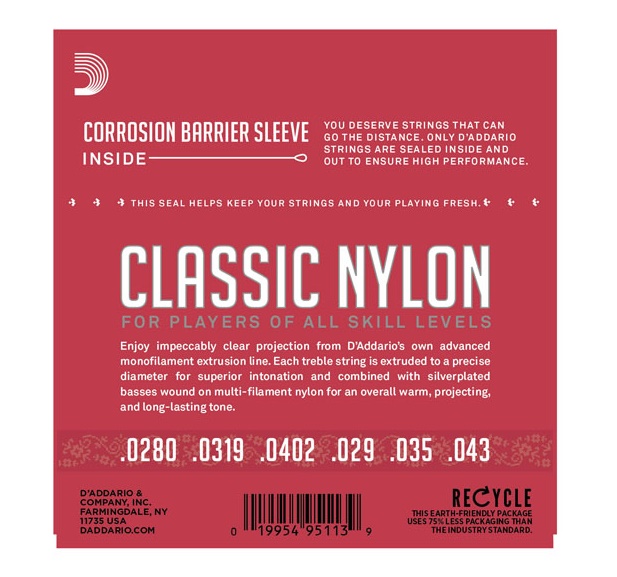 CORROSION BARRIER SLEEVE
INSIDE
YOU DESERVE STRINGS THAT CAN
GO THE DISTANCE. ONLY D'ADDARIO
STRINGS ARE SEALED INSIDE AND
OUT TO ENSURE HIGH PERFORMANCE.
THIS SEAL HELPS KEEP YOUR STRINGS AND YOUR PLAYING FRESH.
CLASSIC NYLON
FOR PLAYERS OF ALL SKILL LEVELS
Enjoy impeccably clear projection from D'Addario's own advanced
monofilament extrusion line. Each treble string is extruded to a precise
diameter for superior intonation and combined with silverplated
basses wound on multi-filament nylon for an overall warm, projecting,
and long-lasting tone.
.0280 .0319 .0402 .029 .035 .043
D'ADDARIO &
COMPANY, INC.
FARMINGDALE, NY
11735 USA
DADDARIO.COM
0 19954 95113 9
RECYCLE
THIS EARTH-FRIENDLY PACKAGE
USES 75% LESS PACKAGING THAN
THE INDUSTRY STANDARD.